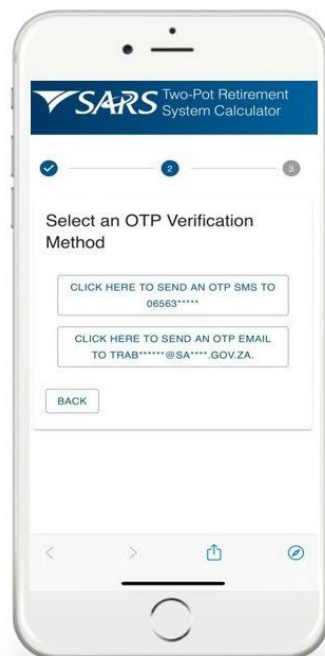 SARS Two-Pot Retirement
System Calculator
2
3
Select an OTP Verification
Method
CLICK HERE TO SEND AN OTP SMS TO
06563*****
CLICK HERE TO SEND AN OTP EMAIL
TO TRAB******@SA****.GOV.ZA.
BACK